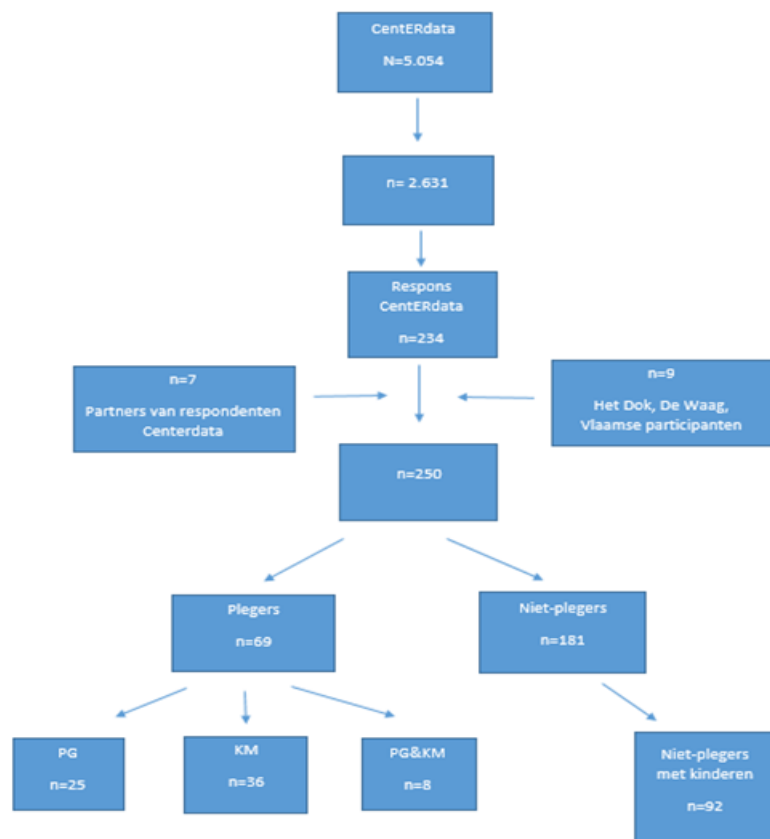 CentERdata
N=5.054
n= 2.631
Respons
CentERdata
n=234
n=7
Partners van respondenten
Centerdata
n=9
Het Dok, De Waag,
Vlaamse participanten
n=250
Plegers
n=69
Niet-plegers
n=181
PG
n=25
KM
n=36
PG&KM
n=8
Niet-plegers
met kinderen
n=92